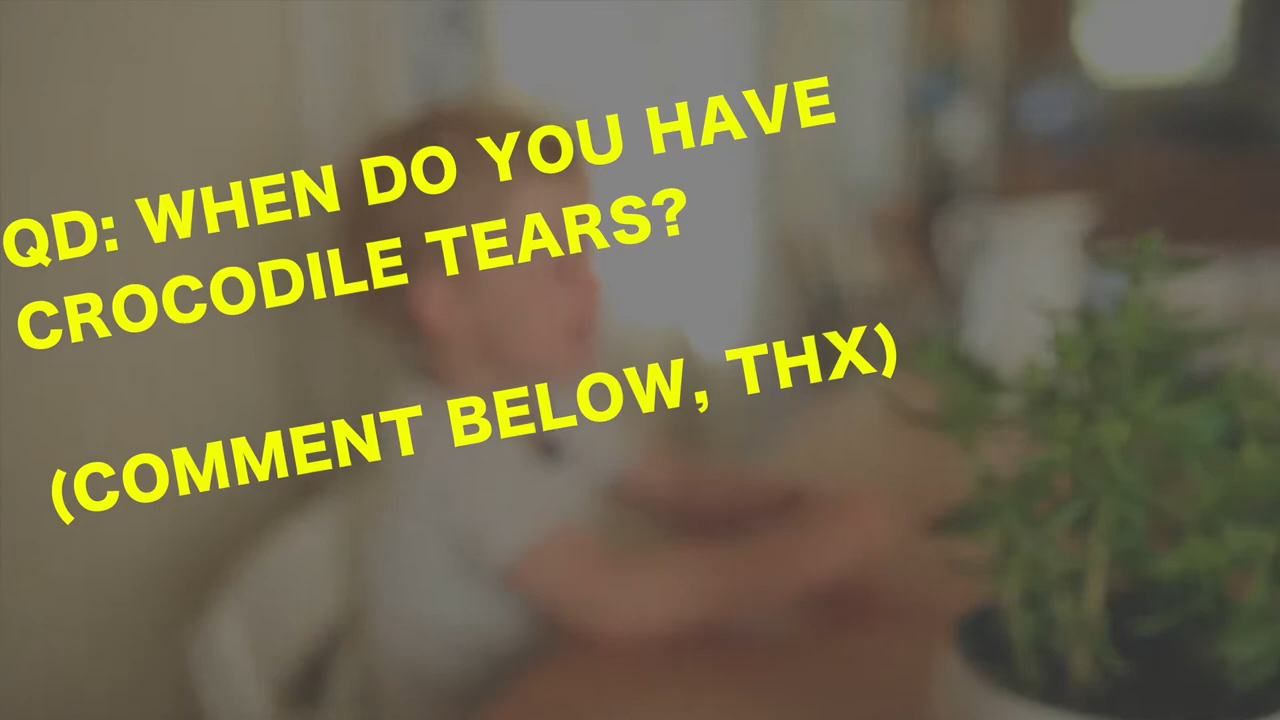 QD: WHEN DO YOU HAVE
CROCODILE TEARS?
(COMMENT BELOW, THX)